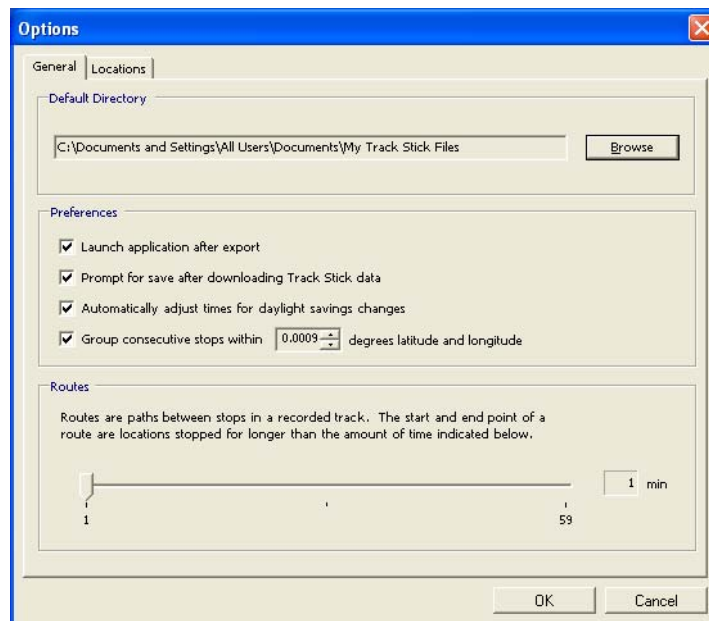 Options
General
Locations
Default Directory
C:\Documents and Settings\All Users\Documents\My Track Stick Files
Browse
Preferences
Launch application after export
Prompt for save after downloading Track Stick data
Automatically adjust times for daylight savings changes
Group consecutive stops within 0.0009 degrees latitude and longitude
Routes
Routes are paths between stops in a recorded track. The start and end point of a
route are locations stopped for longer than the amount of time indicated below.
1 min
1 59
OK Cancel